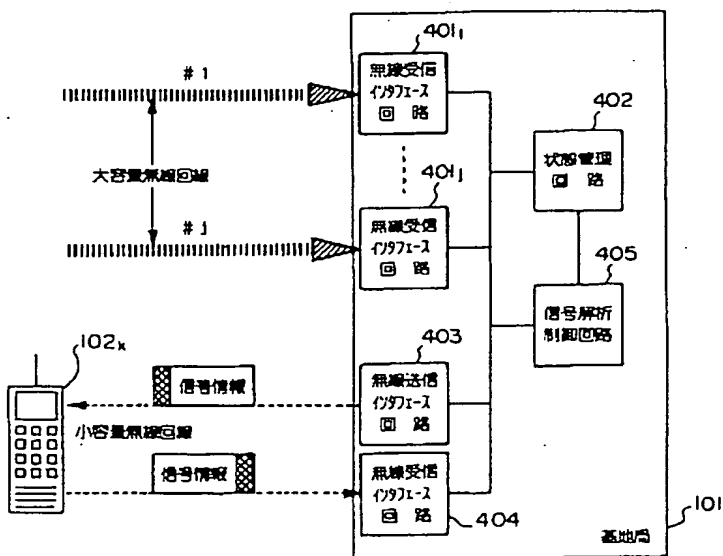 401₁
#1
無線受信
インタフェース
回路
402
状態管理
回路
大容量無線回線
401j
#j
無線受信
インタフェース
回路
405
信号解析
制御回路
403
102k
信号情報
無線送信
インタフェース
回路
小容量無線回線
信号情報
無線受信
インタフェース
回路
404
基地局
101